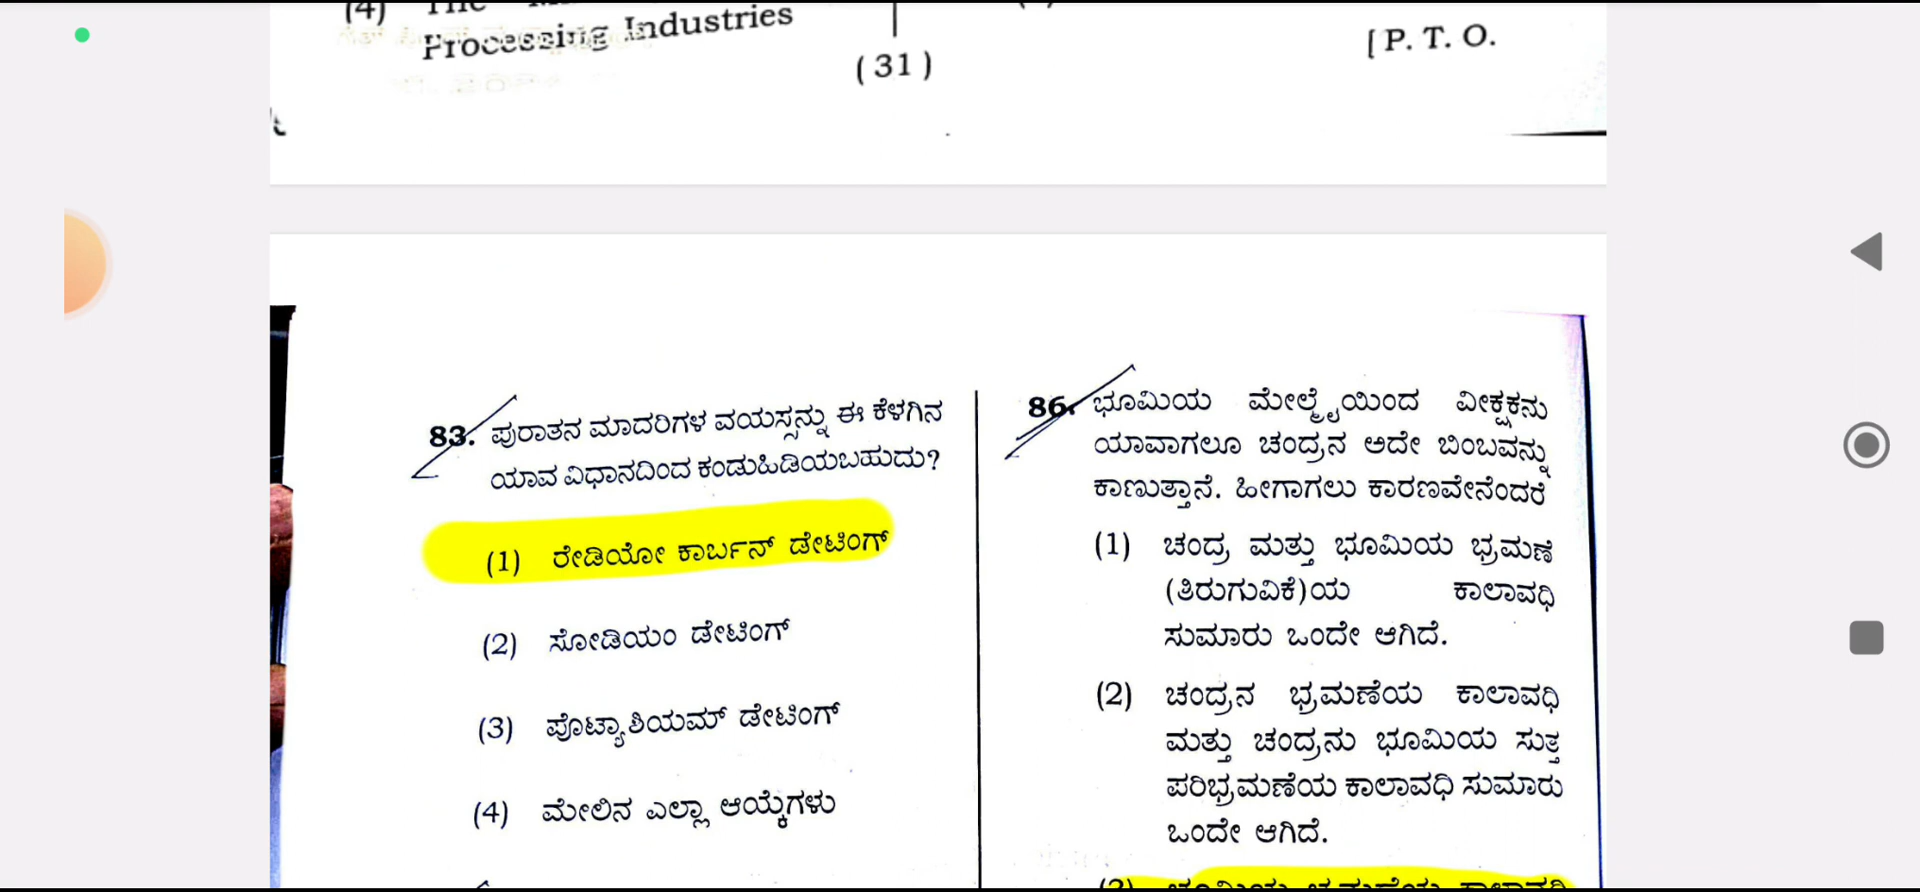 (4)
Processing Industries
(31)
[ P. T. O.
83. ಪುರಾತನ ಮಾದರಿಗಳ ವಯಸ್ಸನ್ನು ಈ ಕೆಳಗಿನ
ಯಾವ ವಿಧಾನದಿಂದ ಕಂಡುಹಿಡಿಯಬಹುದು?
(1) ರೇಡಿಯೋ ಕಾರ್ಬನ್ ಡೇಟಿಂಗ್
(2) ಸೋಡಿಯಂ ಡೇಟಿಂಗ್
(3) ಪೊಟ್ಯಾಶಿಯಮ್ ಡೇಟಿಂಗ್
(4) ಮೇಲಿನ ಎಲ್ಲಾ ಆಯ್ಕೆಗಳು
86. ಭೂಮಿಯ ಮೇಲ್ಮೈಯಿಂದ ವೀಕ್ಷಕನು
ಯಾವಾಗಲೂ ಚಂದ್ರನ ಅದೇ ಬಿಂಬವನ್ನು
ಕಾಣುತ್ತಾನೆ. ಹೀಗಾಗಲು ಕಾರಣವೇನೆಂದರೆ
(1) ಚಂದ್ರ ಮತ್ತು ಭೂಮಿಯ ಭ್ರಮಣೆ
(ತಿರುಗುವಿಕೆ)ಯ ಕಾಲಾವಧಿ
ಸುಮಾರು ಒಂದೇ ಆಗಿದೆ.
(2) ಚಂದ್ರನ ಭ್ರಮಣೆಯ ಕಾಲಾವಧಿ
ಮತ್ತು ಚಂದ್ರನು ಭೂಮಿಯ ಸುತ್ತ
ಪರಿಭ್ರಮಣೆಯ ಕಾಲಾವಧಿ ಸುಮಾರು
ಒಂದೇ ಆಗಿದೆ.